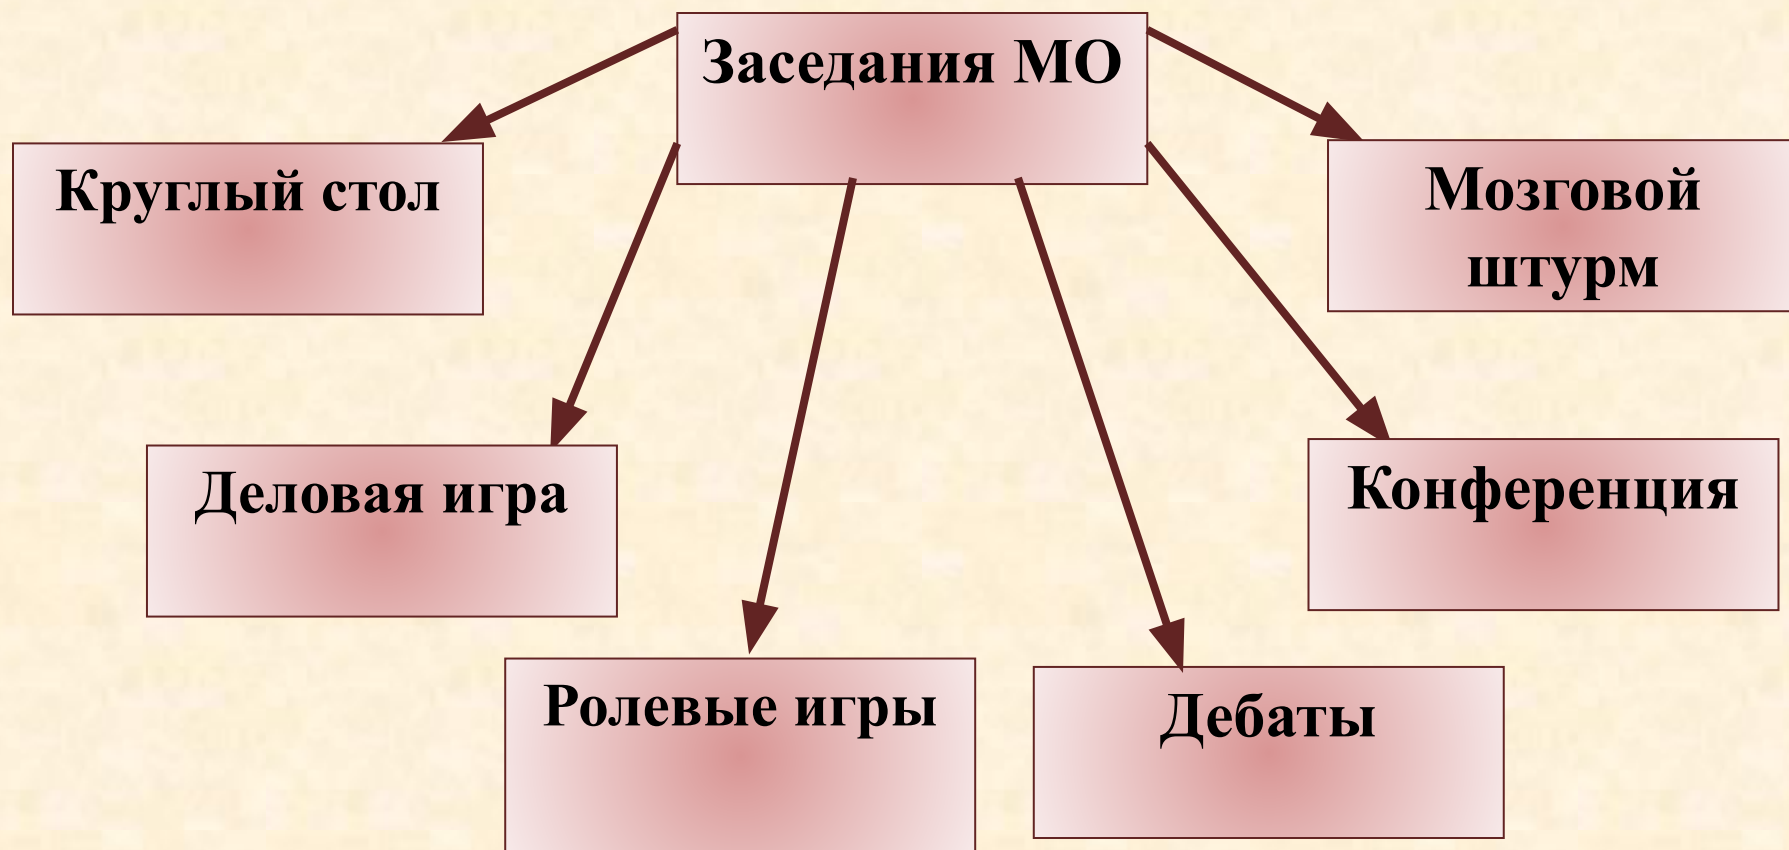 Заседания МО
Круглый стол
Мозговой
штурм
Деловая игра
Конференция
Ролевые игры
Дебаты